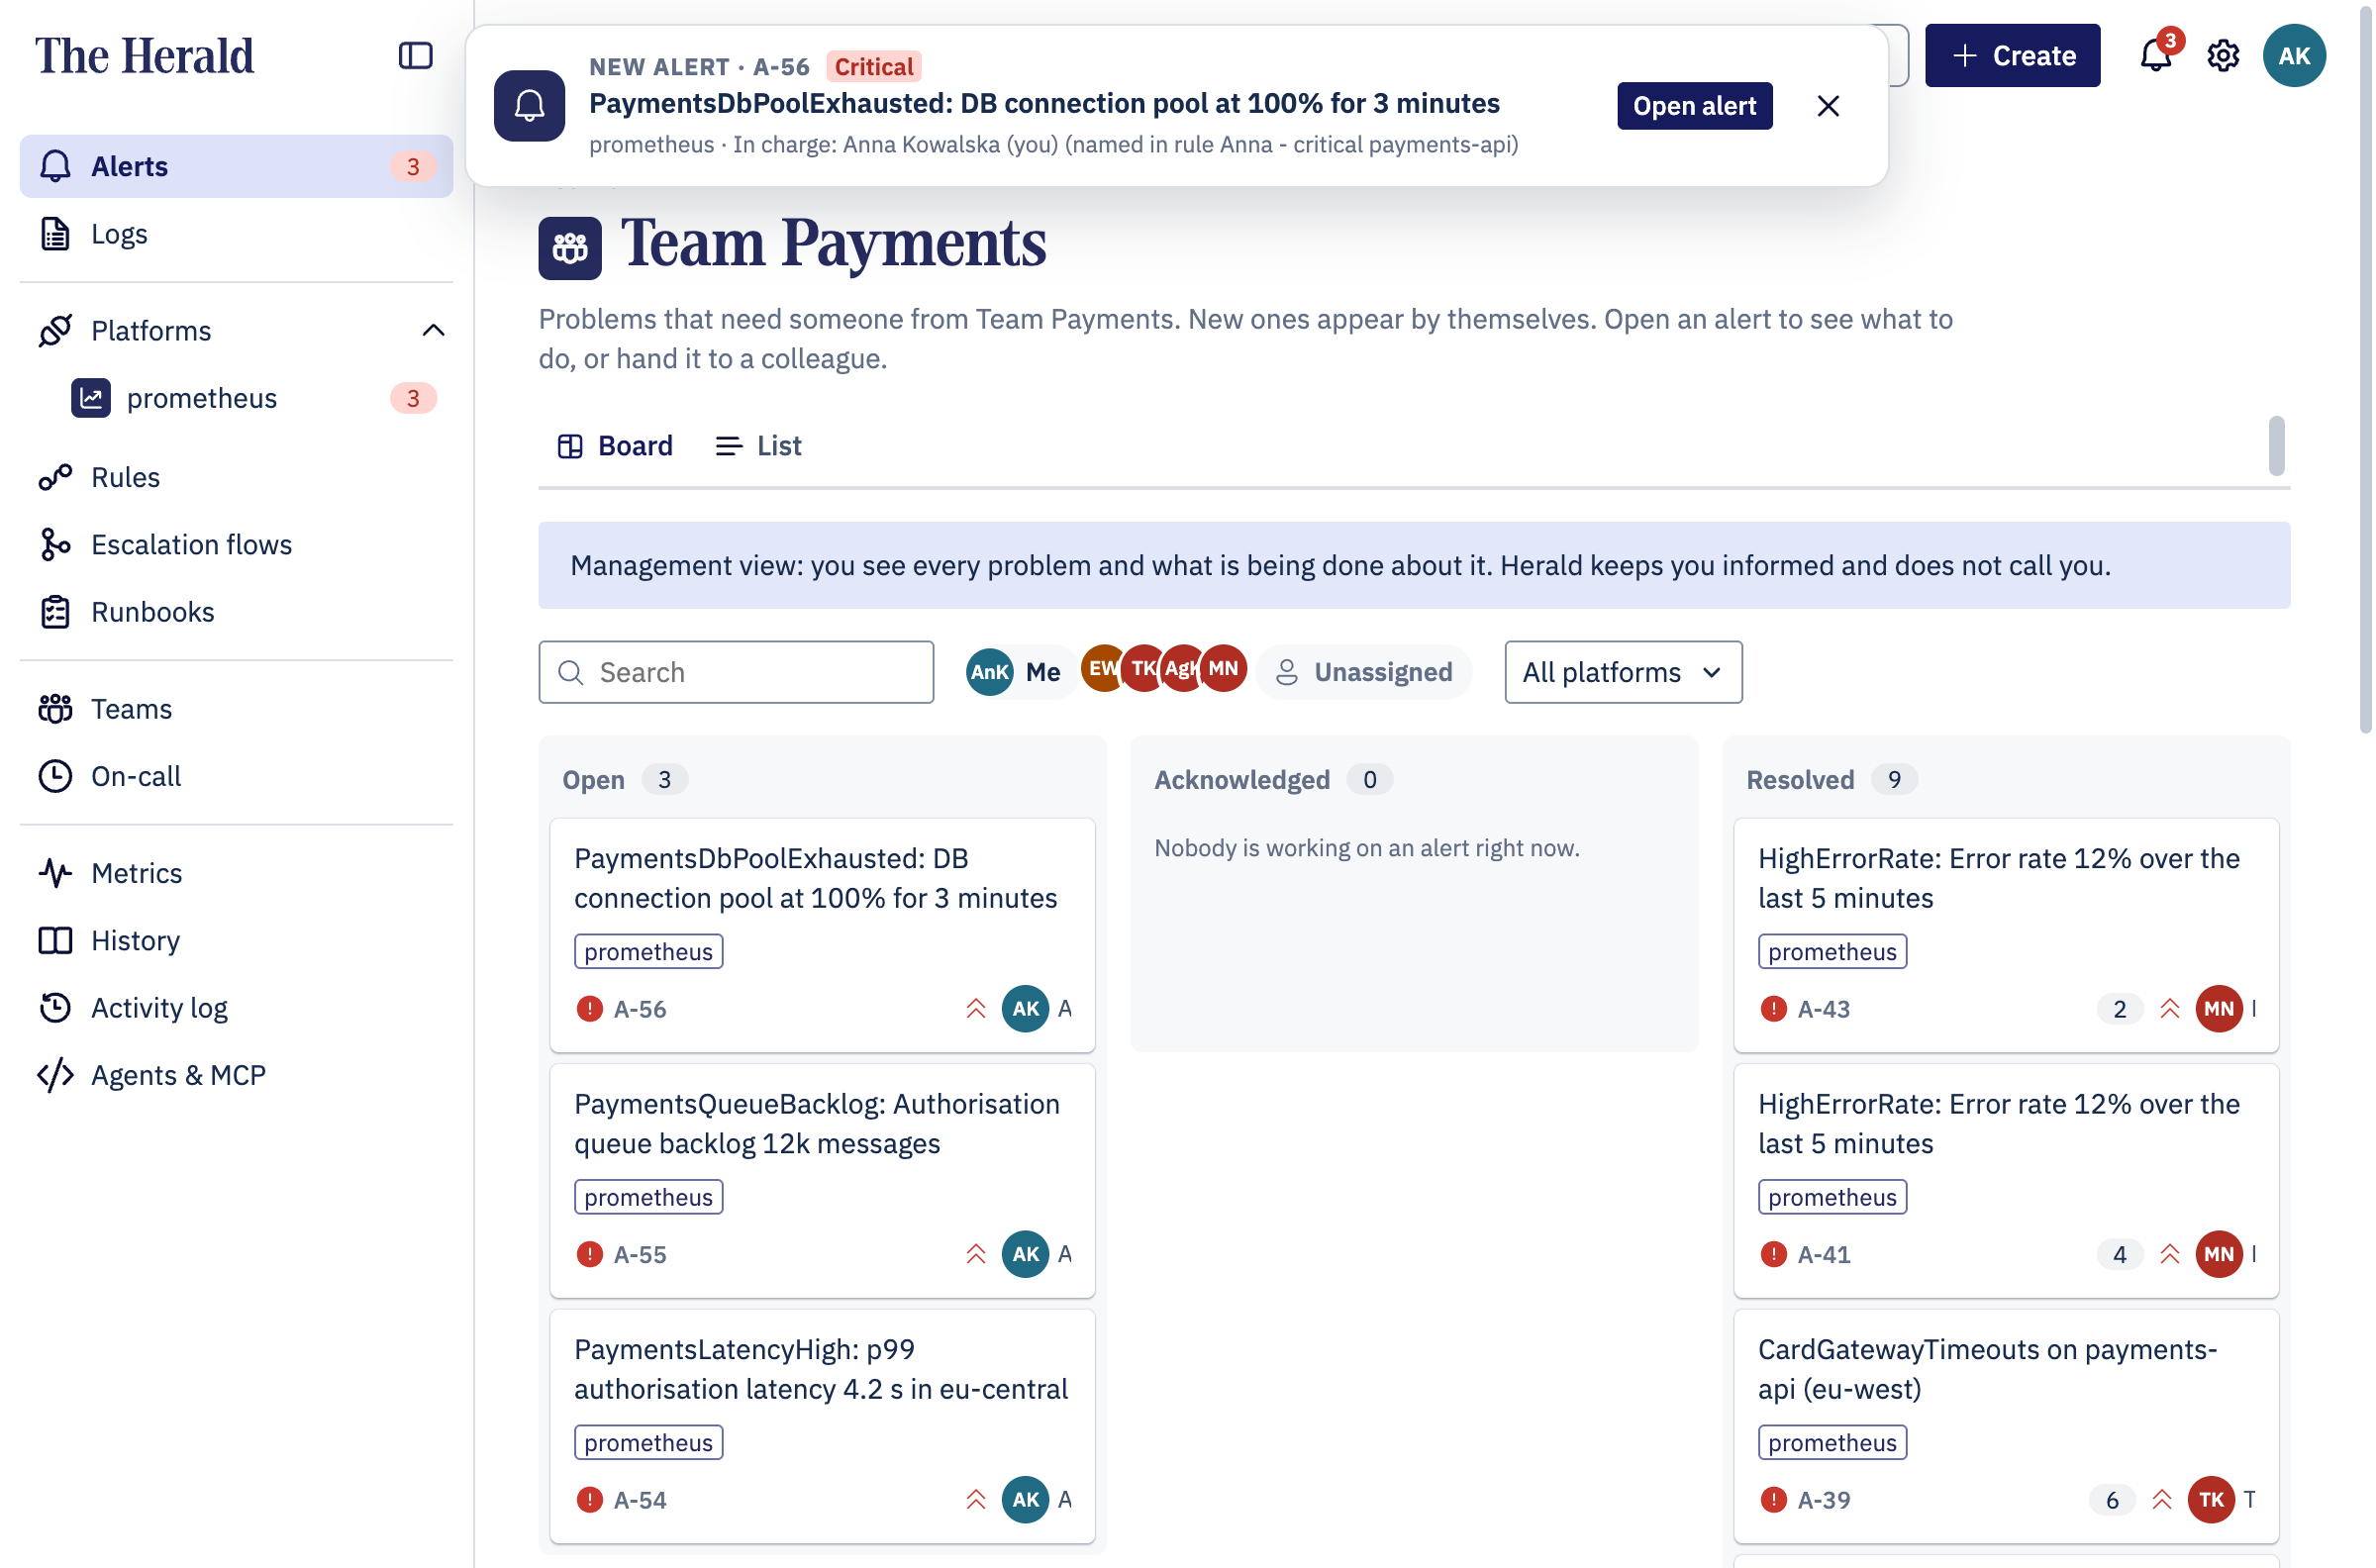 The Herald
NEW ALERT · A-56 Critical
PaymentsDbPoolExhausted: DB connection pool at 100% for 3 minutes
prometheus · In charge: Anna Kowalska (you) (named in rule Anna - critical payments-api)
Open alert
Create
3
AK
Alerts 3
Logs
Platforms
prometheus 3
Rules
Escalation flows
Runbooks
Teams
On-call
Metrics
History
Activity log
Agents & MCP
Team Payments
Problems that need someone from Team Payments. New ones appear by themselves. Open an alert to see what to
do, or hand it to a colleague.
Board List
Management view: you see every problem and what is being done about it. Herald keeps you informed and does not call you.
Search
AnK Me EW TK MN Unassigned
All platforms
Open 3
PaymentsDbPoolExhausted: DB
connection pool at 100% for 3 minutes
prometheus
A-56 AK A
PaymentsQueueBacklog: Authorisation
queue backlog 12k messages
prometheus
A-55 AK A
PaymentsLatencyHigh: p99
authorisation latency 4.2 s in eu-central
prometheus
A-54 AK A
Acknowledged 0
Nobody is working on an alert right now.
Resolved 9
HighErrorRate: Error rate 12% over the
last 5 minutes
prometheus
A-43 2 MN
HighErrorRate: Error rate 12% over the
last 5 minutes
prometheus
A-41 4 MN
CardGatewayTimeouts on payments-
api (eu-west)
prometheus
A-39 6 TK T